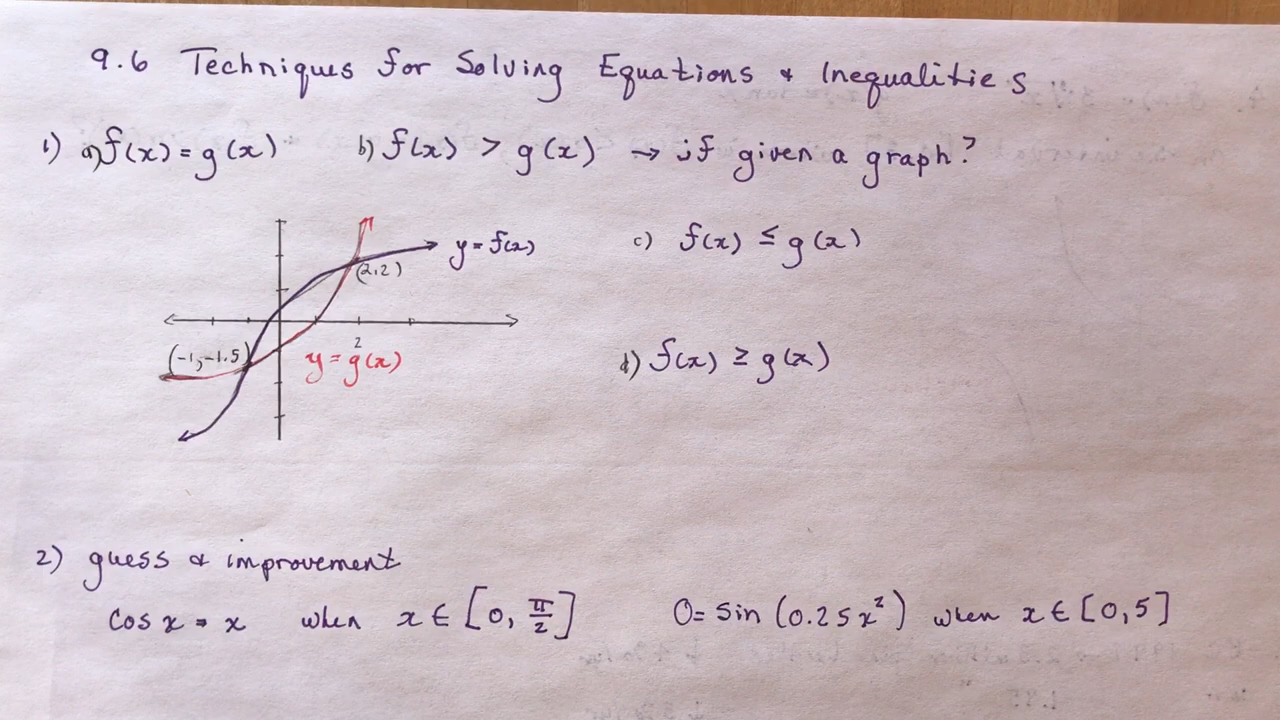 9.6 Techniques for Solving Equations & Inequalities
1) a) f(x) = g(x) b) f(x) > g(x) → if given a graph?
y = f(x) c) f(x) ≤ g(x)
(2,2)
2
(-1,-1.5) y = g(x) d) f(x) ≥ g(x)
2) guess & improvement
cos x = x when x ∈ [0, π/2] 0 = sin (0.25x²) when x ∈ [0,5]